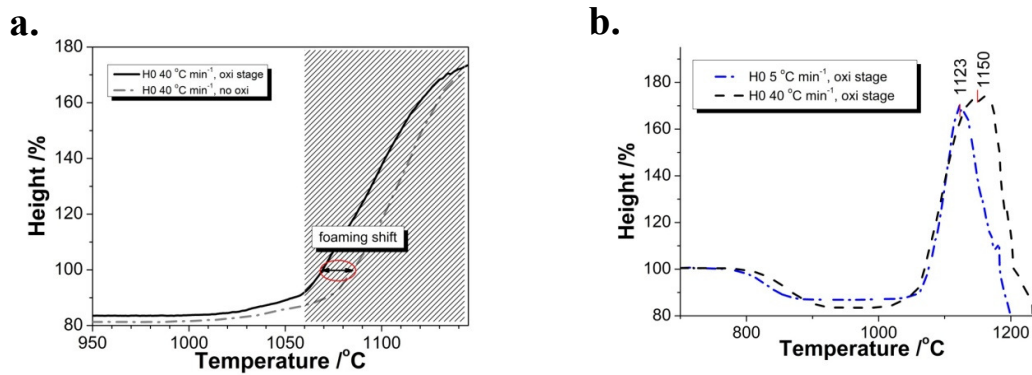 a.
180
160
140
120
100
80
Height /%
H0 40 °C min⁻¹, oxi stage
H0 40 °C min⁻¹, no oxi
foaming shift
950 1000 1050 1100
Temperature /°C
b.
180
160
140
120
100
80
Height /%
H0 5 °C min⁻¹, oxi stage
H0 40 °C min⁻¹, oxi stage
1123
1150
800 1000 1200
Temperature /°C